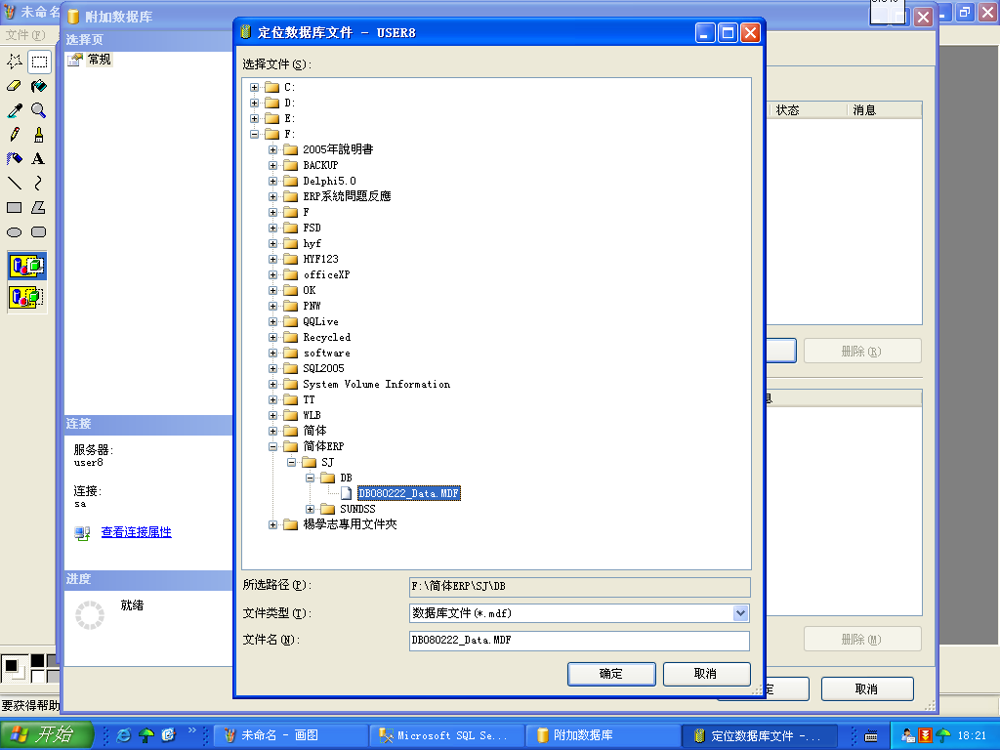 未命名
附加数据库
定位数据库文件 - USER8
文件(F)
选择页
常规
选择文件(S):
C:
D:
E:
F:
2005年說明書
BACKUP
Delphi5.0
ERP系統問題反應
F
FSD
hyf
HYF123
officeXP
OK
PNW
QQLive
Recycled
software
SQL2005
System Volume Information
TT
WLB
简体
简体ERP
SJ
DB
DB080222_Data.MDF
SUNDSS
楊學志專用文件夾
状态
消息
删除(R)
息
删除(M)
连接
服务器:
user8
连接:
sa
查看连接属性
进度
就绪
所选路径(P):
F:\简体ERP\SJ\DB
文件类型(T):
数据库文件(*.mdf)
文件名(N):
DB080222_Data.MDF
确定
取消
定
取消
要获得帮助
开始
未命名 - 画图
Microsoft SQL Se...
附加数据库
定位数据库文件 -...
18:21